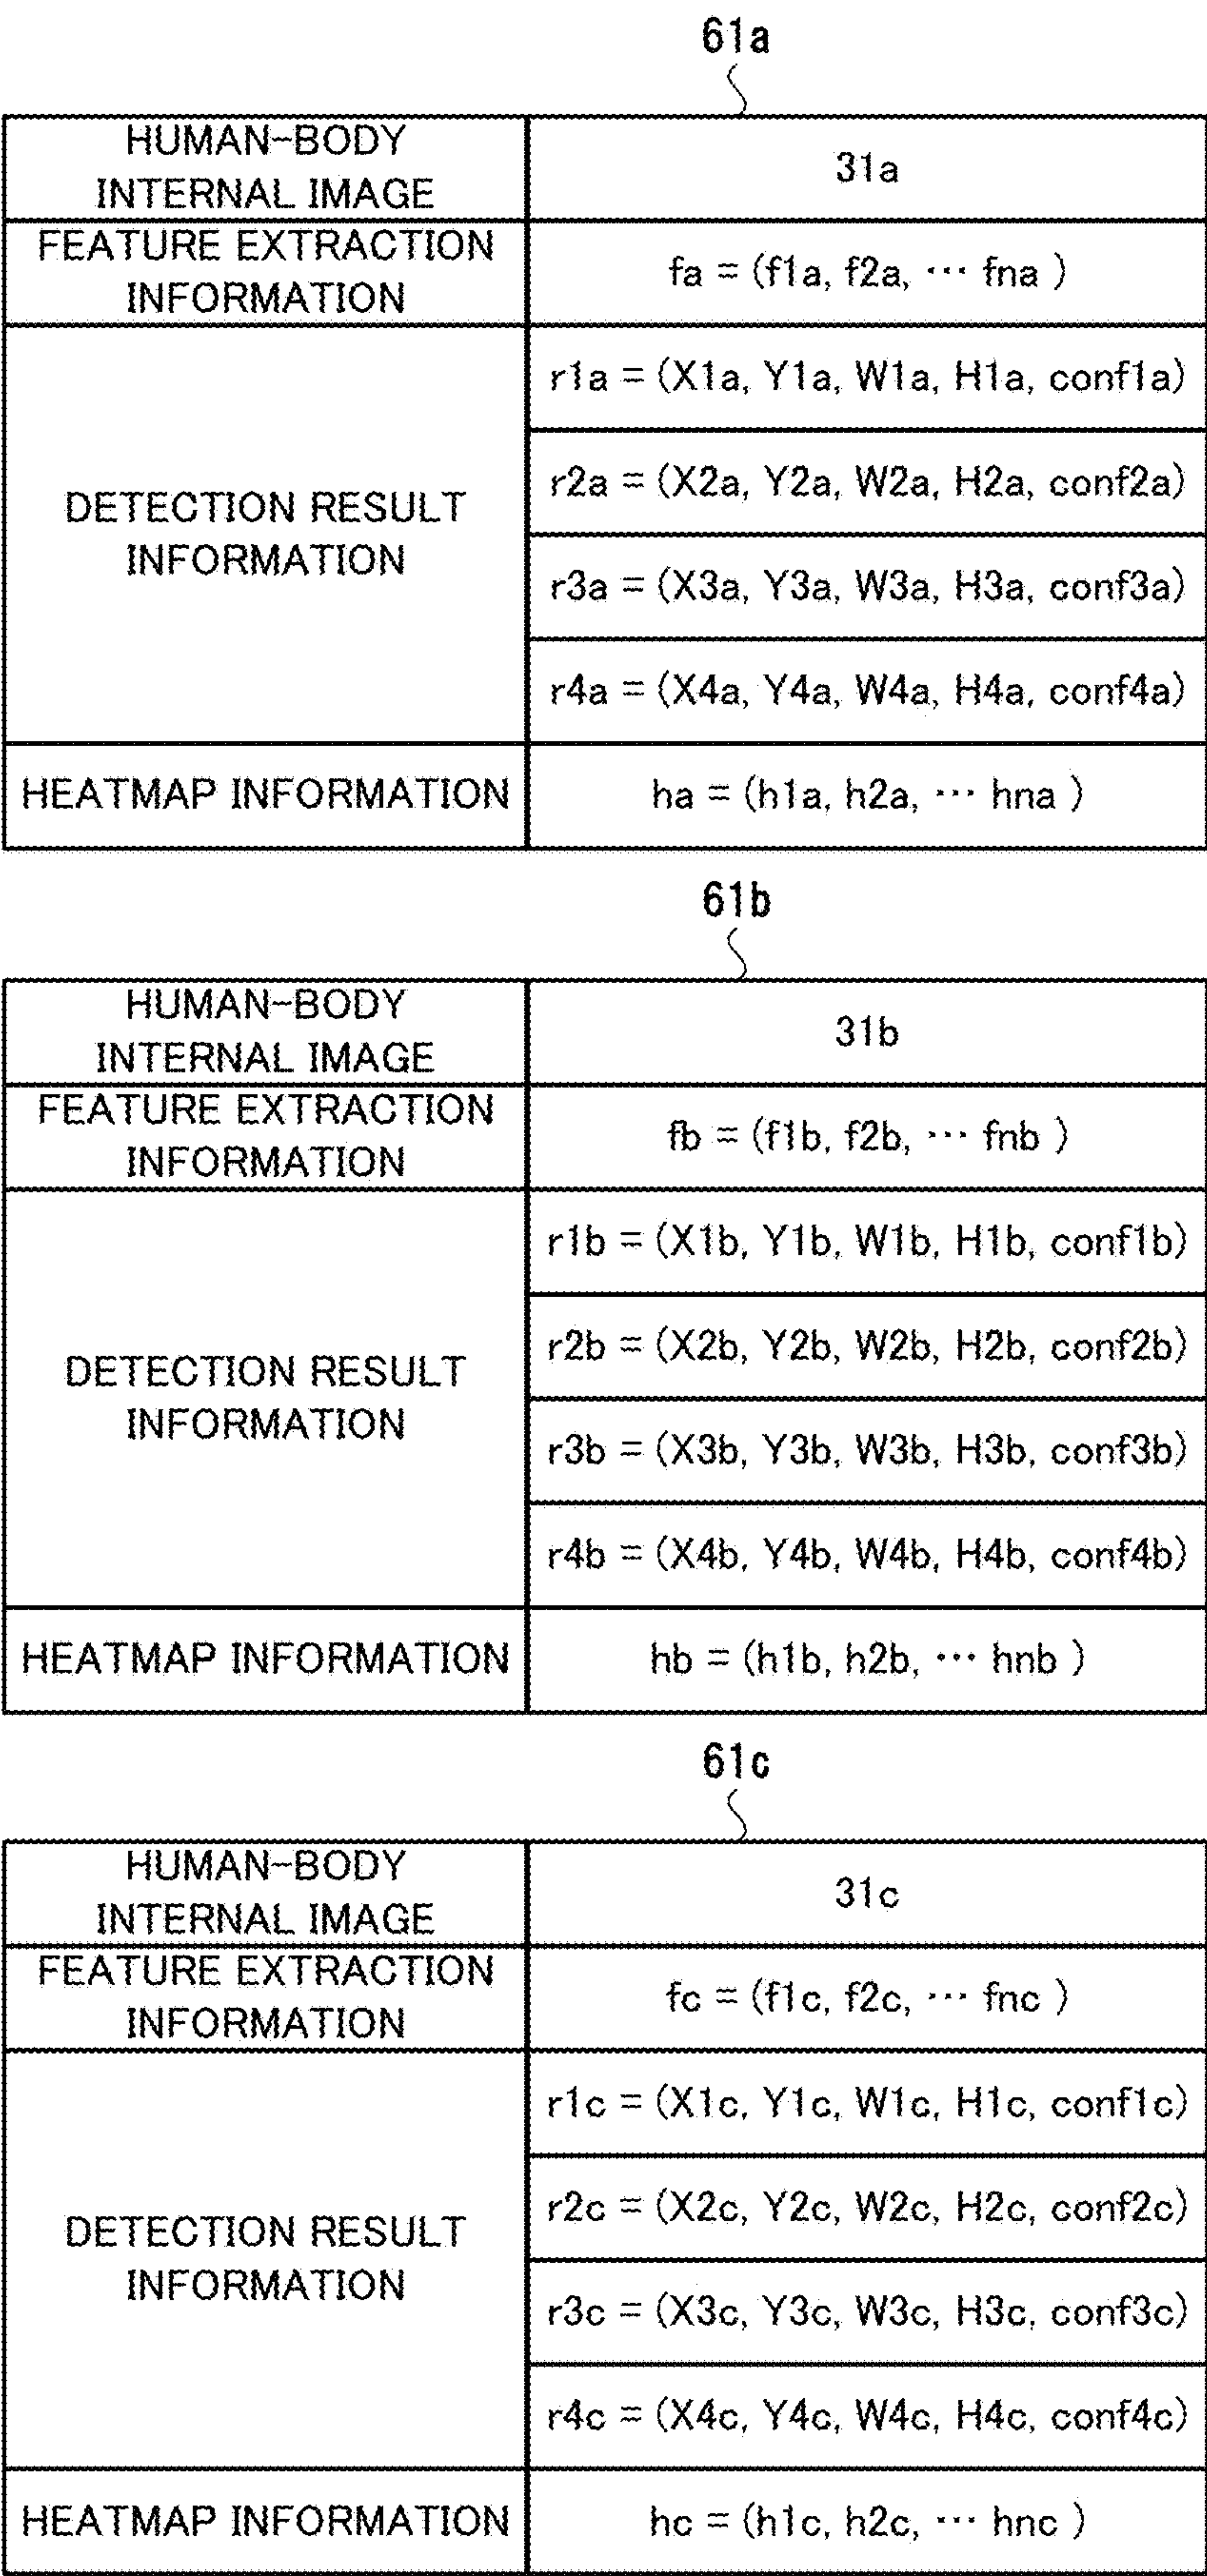 61a
HUMAN-BODY
INTERNAL IMAGE
31a
FEATURE EXTRACTION
INFORMATION
fa = (f1a, f2a, ⋯ fna )
DETECTION RESULT
INFORMATION
r1a = (X1a, Y1a, W1a, H1a, conf1a)
r2a = (X2a, Y2a, W2a, H2a, conf2a)
r3a = (X3a, Y3a, W3a, H3a, conf3a)
r4a = (X4a, Y4a, W4a, H4a, conf4a)
HEATMAP INFORMATION
ha = (h1a, h2a, ⋯ hna )
61b
HUMAN-BODY
INTERNAL IMAGE
31b
FEATURE EXTRACTION
INFORMATION
fb = (f1b, f2b, ⋯ fnb )
DETECTION RESULT
INFORMATION
r1b = (X1b, Y1b, W1b, H1b, conf1b)
r2b = (X2b, Y2b, W2b, H2b, conf2b)
r3b = (X3b, Y3b, W3b, H3b, conf3b)
r4b = (X4b, Y4b, W4b, H4b, conf4b)
HEATMAP INFORMATION
hb = (h1b, h2b, ⋯ hnb )
61c
HUMAN-BODY
INTERNAL IMAGE
31c
FEATURE EXTRACTION
INFORMATION
fc = (f1c, f2c, ⋯ fnc )
DETECTION RESULT
INFORMATION
r1c = (X1c, Y1c, W1c, H1c, conf1c)
r2c = (X2c, Y2c, W2c, H2c, conf2c)
r3c = (X3c, Y3c, W3c, H3c, conf3c)
r4c = (X4c, Y4c, W4c, H4c, conf4c)
HEATMAP INFORMATION
hc = (h1c, h2c, ⋯ hnc )